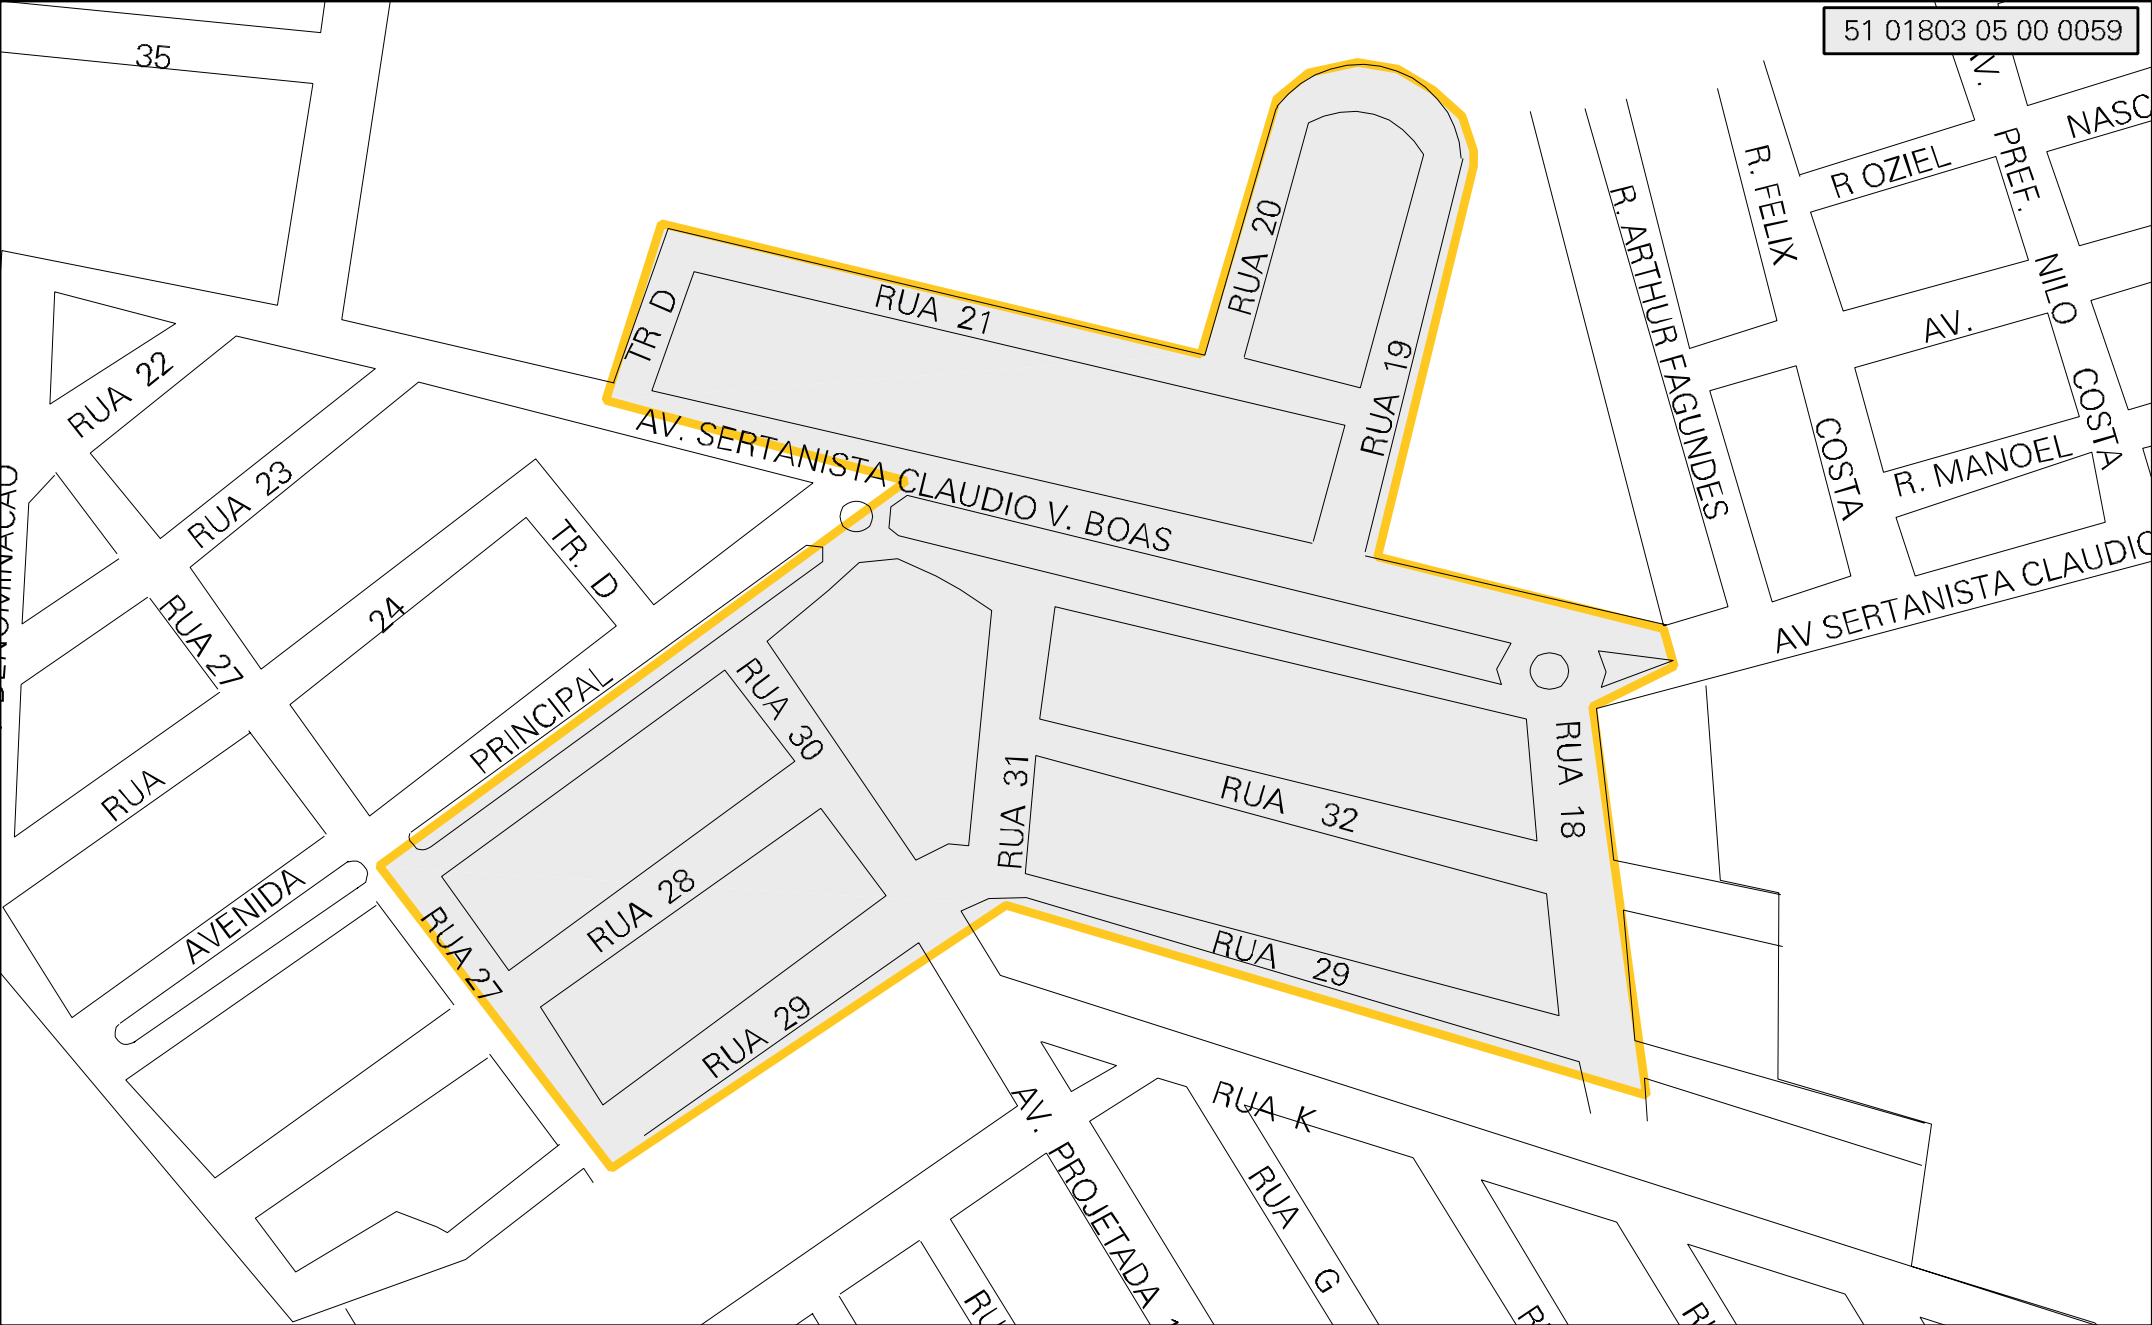 51 01803 05 00 0059
35
AV.
PREF.
NILO
COSTA
R OZIEL
R. FELIX
COSTA
R. ARTHUR FAGUNDES
AV.
R. MANOEL
AV SERTANISTA CLAUDIO
RUA 20
RUA 19
RUA 21
TR D
AV. SERTANISTA CLAUDIO V. BOAS
RUA 22
RUA 23
24
TR. D
RUA 27
RUA
AVENIDA
PRINCIPAL
RUA 30
RUA 31
RUA 32
RUA 18
RUA 28
RUA 27
RUA 29
RUA 29
RUA K
AV. PROJETADA
RUA G